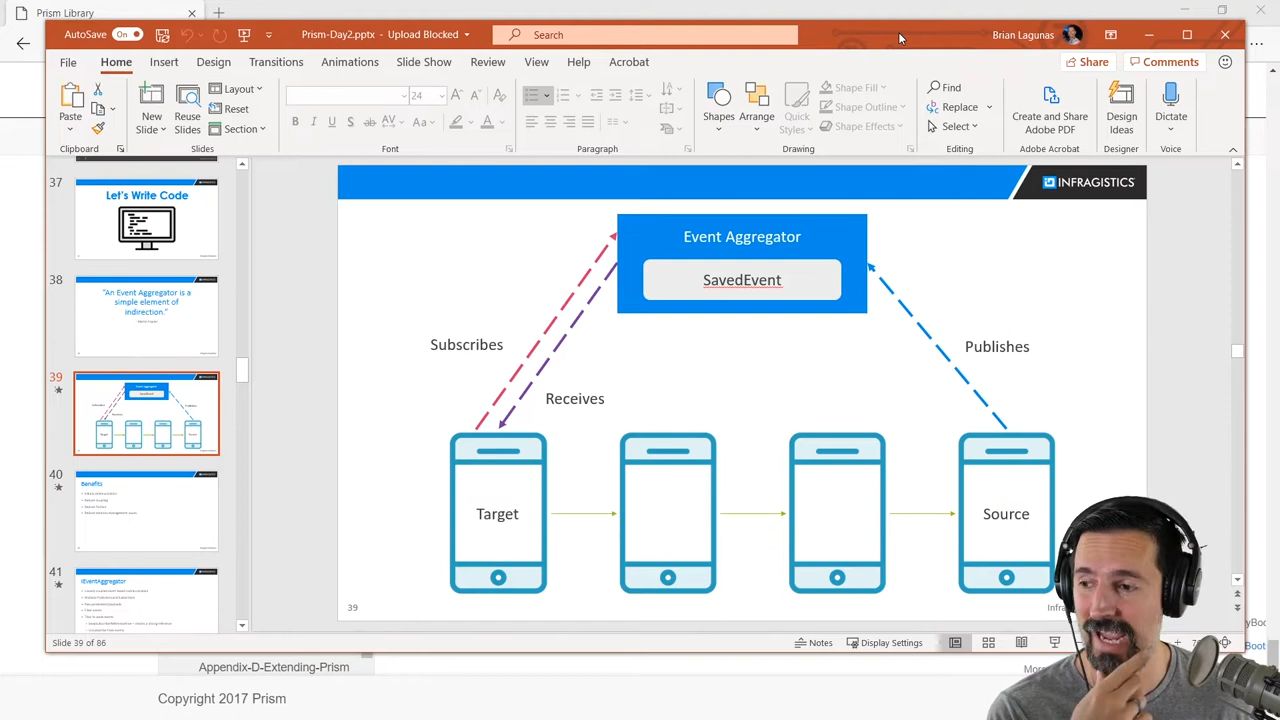 Prism Library
AutoSave On
Prism-Day2.pptx - Upload Blocked
Search
Brian Lagunas
File Home Insert Design Transitions Animations Slide Show Review View Help Acrobat
Share Comments
Paste
New Slide
Reuse Slides
Layout
Reset
Section
24
Shapes
Arrange
Quick Styles
Shape Fill
Shape Outline
Shape Effects
Find
Replace
Select
Create and Share Adobe PDF
Design Ideas
Dictate
Clipboard Slides Font Paragraph Drawing Editing Adobe Acrobat Designer Voice
37
Let's Write Code
38
"An Event Aggregator is a
simple element of
indirection."
39
40
Benefits
41
IEventAggregator
INFRAGISTICS
Event Aggregator
SavedEvent
Subscribes
Publishes
Receives
Target
Source
39
Slide 39 of 86
Notes Display Settings
Appendix-D-Extending-Prism
Copyright 2017 Prism